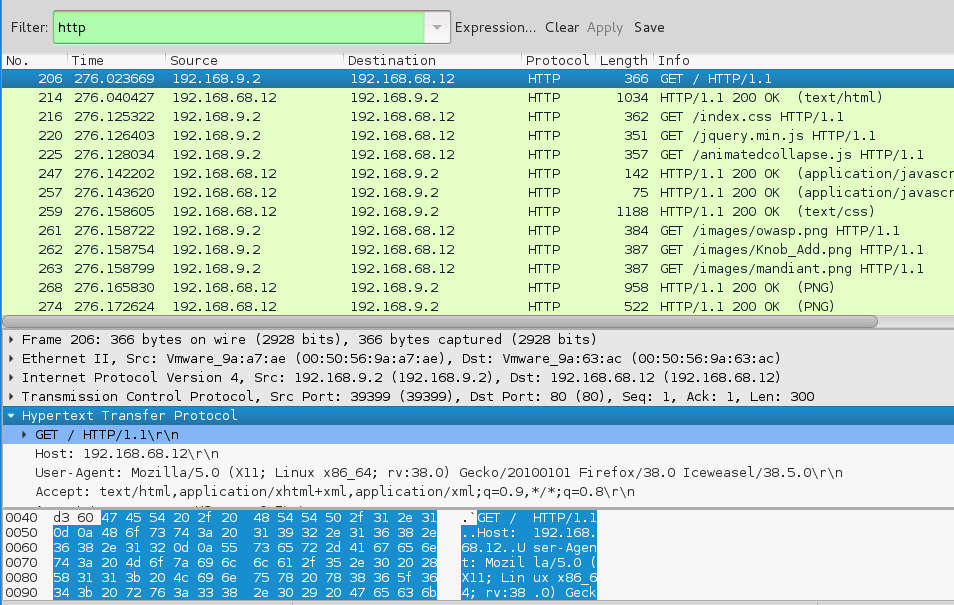 Filter: http Expression... Clear Apply Save
No. Time Source Destination Protocol Length Info
206 276.023669 192.168.9.2 192.168.68.12 HTTP 366 GET / HTTP/1.1
214 276.040427 192.168.68.12 192.168.9.2 HTTP 1034 HTTP/1.1 200 OK (text/html)
216 276.125322 192.168.9.2 192.168.68.12 HTTP 362 GET /index.css HTTP/1.1
220 276.126403 192.168.9.2 192.168.68.12 HTTP 351 GET /jquery.min.js HTTP/1.1
225 276.128034 192.168.9.2 192.168.68.12 HTTP 357 GET /animatedcollapse.js HTTP/1.1
247 276.142202 192.168.68.12 192.168.9.2 HTTP 142 HTTP/1.1 200 OK (application/javascr
257 276.143620 192.168.68.12 192.168.9.2 HTTP 75 HTTP/1.1 200 OK (application/javascr
259 276.158605 192.168.68.12 192.168.9.2 HTTP 1188 HTTP/1.1 200 OK (text/css)
261 276.158722 192.168.9.2 192.168.68.12 HTTP 384 GET /images/owasp.png HTTP/1.1
262 276.158754 192.168.9.2 192.168.68.12 HTTP 387 GET /images/Knob_Add.png HTTP/1.1
263 276.158799 192.168.9.2 192.168.68.12 HTTP 387 GET /images/mandiant.png HTTP/1.1
268 276.165830 192.168.68.12 192.168.9.2 HTTP 958 HTTP/1.1 200 OK (PNG)
274 276.172624 192.168.68.12 192.168.9.2 HTTP 522 HTTP/1.1 200 OK (PNG)
Frame 206: 366 bytes on wire (2928 bits), 366 bytes captured (2928 bits)
Ethernet II, Src: Vmware_9a:a7:ae (00:50:56:9a:a7:ae), Dst: Vmware_9a:63:ac (00:50:56:9a:63:ac)
Internet Protocol Version 4, Src: 192.168.9.2 (192.168.9.2), Dst: 192.168.68.12 (192.168.68.12)
Transmission Control Protocol, Src Port: 39399 (39399), Dst Port: 80 (80), Seq: 1, Ack: 1, Len: 300
Hypertext Transfer Protocol
GET / HTTP/1.1\r\n
Host: 192.168.68.12\r\n
User-Agent: Mozilla/5.0 (X11; Linux x86_64; rv:38.0) Gecko/20100101 Firefox/38.0 Iceweasel/38.5.0\r\n
Accept: text/html,application/xhtml+xml,application/xml;q=0.9,*/*;q=0.8\r\n
0040 d3 60 47 45 54 20 2f 20 48 54 54 50 2f 31 2e 31 .`GET / HTTP/1.1
0050 0d 0a 48 6f 73 74 3a 20 31 39 32 2e 31 36 38 2e ..Host: 192.168.
0060 36 38 2e 31 32 0d 0a 55 73 65 72 2d 41 67 65 6e 68.12..U ser-Agen
0070 74 3a 20 4d 6f 7a 69 6c 6c 61 2f 35 2e 30 20 28 t: Mozil la/5.0 (
0080 58 31 31 3b 20 4c 69 6e 75 78 20 78 38 36 5f 36 X11; Lin ux x86_6
0090 34 3b 20 72 76 3a 33 38 2e 30 29 20 47 65 63 6b 4; rv:38 .0) Geck